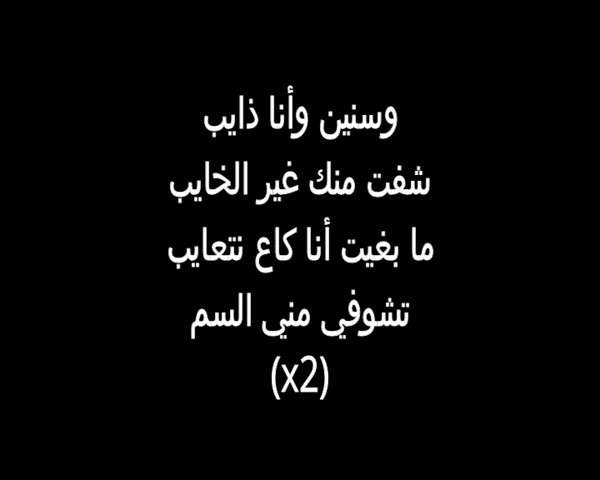 وسنين وأنا ذايب
شفت منك غير الخايب
ما بغيت أنا كاع نتعايب
تشوفي مني السم
(x2)